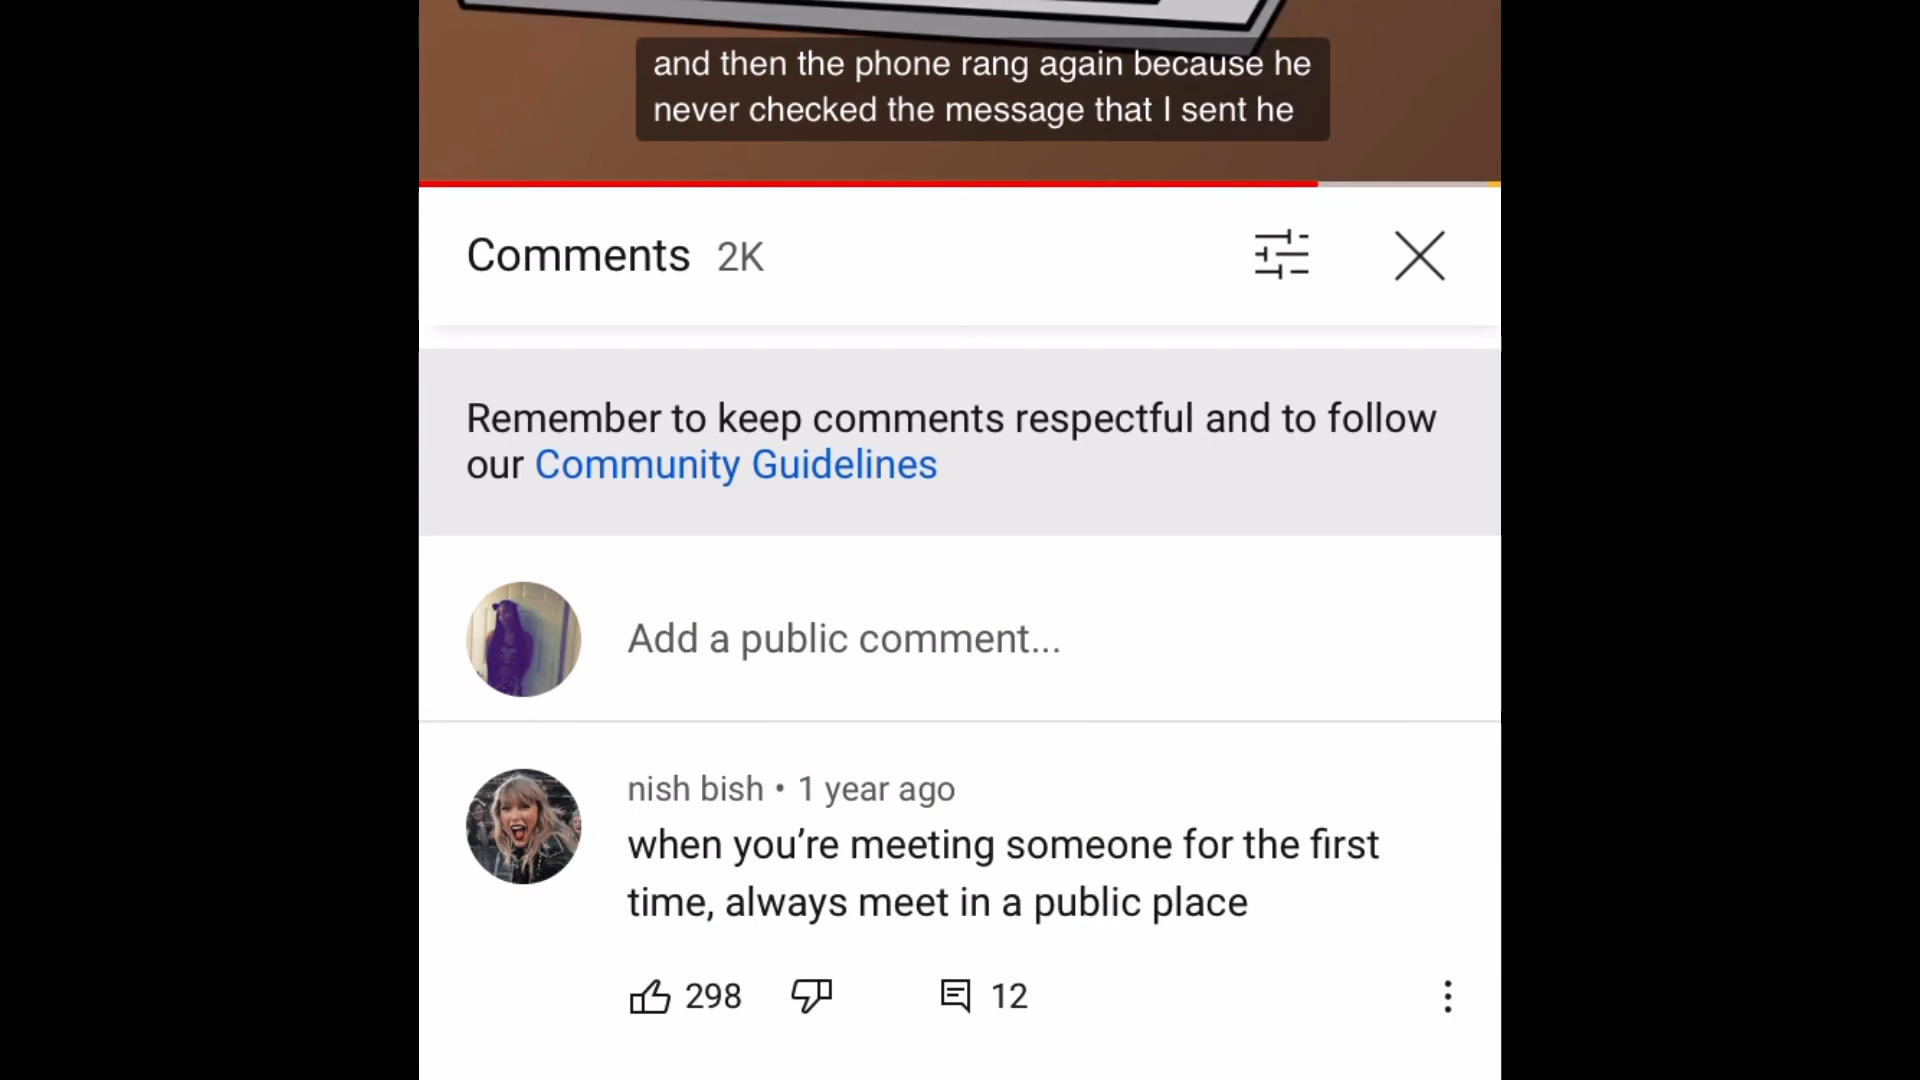 and then the phone rang again because he
never checked the message that I sent he
Comments 2K
Remember to keep comments respectful and to follow
our Community Guidelines
Add a public comment...
nish bish • 1 year ago
when you’re meeting someone for the first
time, always meet in a public place
298 12